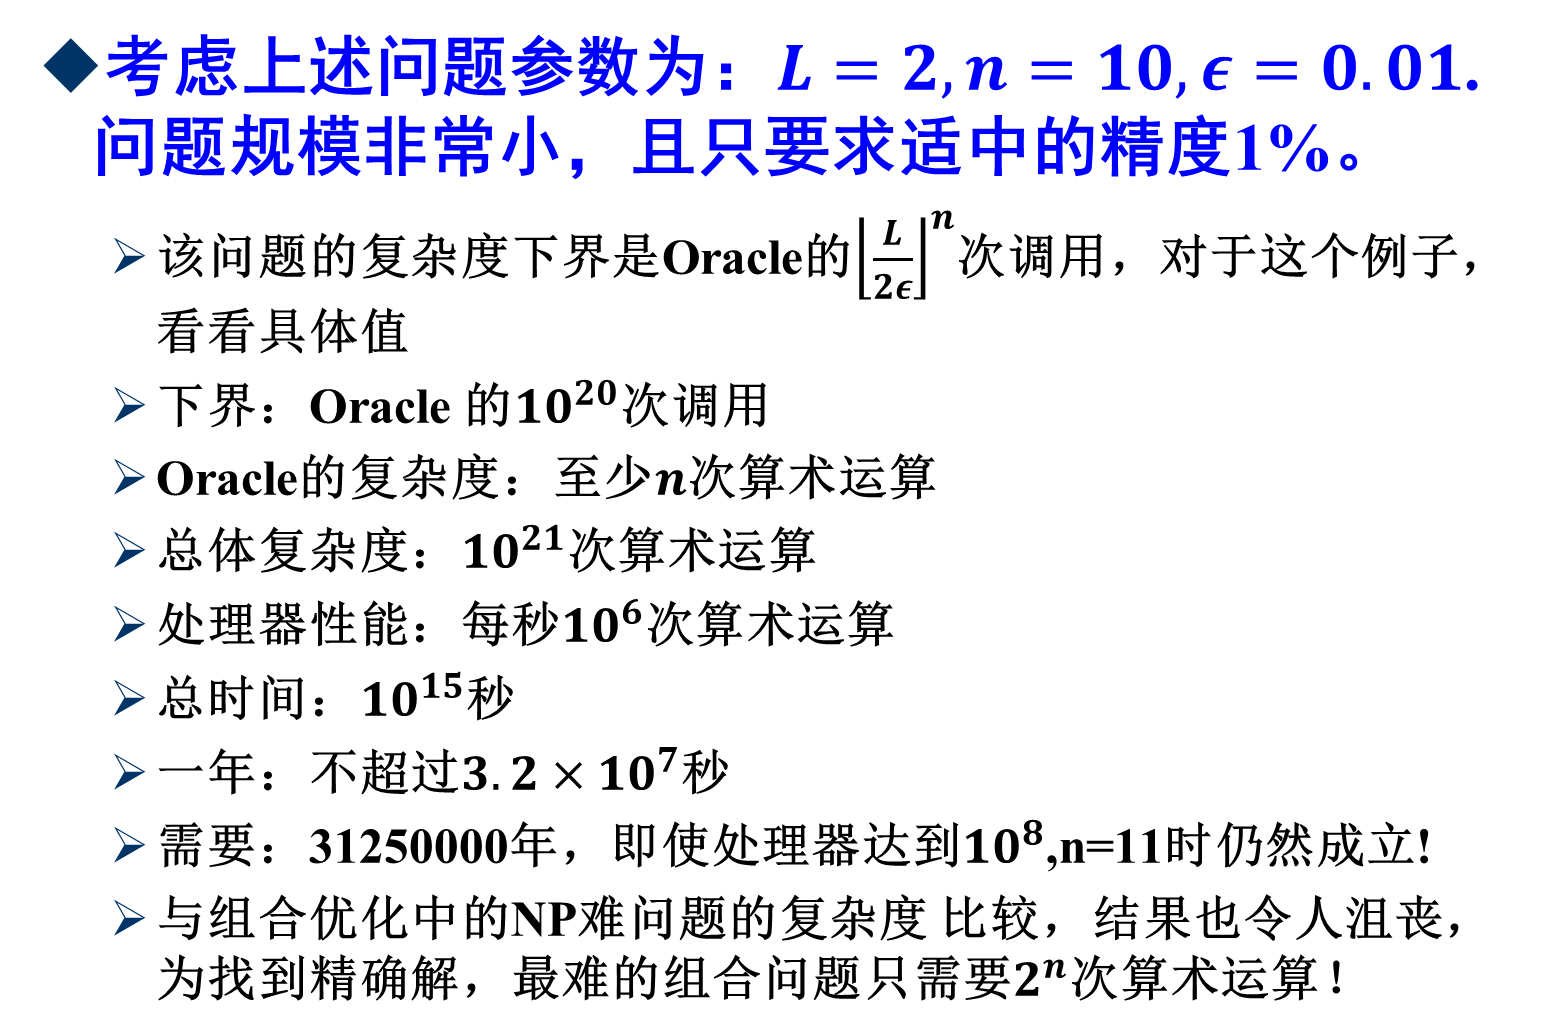 ◆考虑上述问题参数为：L = 2, n = 10, ϵ = 0.01.
问题规模非常小，且只要求适中的精度1%。
➢该问题的复杂度下界是Oracle的⌊L/2ϵ⌋ⁿ次调用，对于这个例子，
看看具体值
➢下界：Oracle 的10²⁰次调用
➢Oracle的复杂度：至少n次算术运算
➢总体复杂度：10²¹次算术运算
➢处理器性能：每秒10⁶次算术运算
➢总时间：10¹⁵秒
➢一年：不超过3.2 × 10⁷秒
➢需要：31250000年，即使处理器达到10⁸,n=11时仍然成立!
➢与组合优化中的NP难问题的复杂度 比较，结果也令人沮丧，
为找到精确解，最难的组合问题只需要2ⁿ次算术运算！